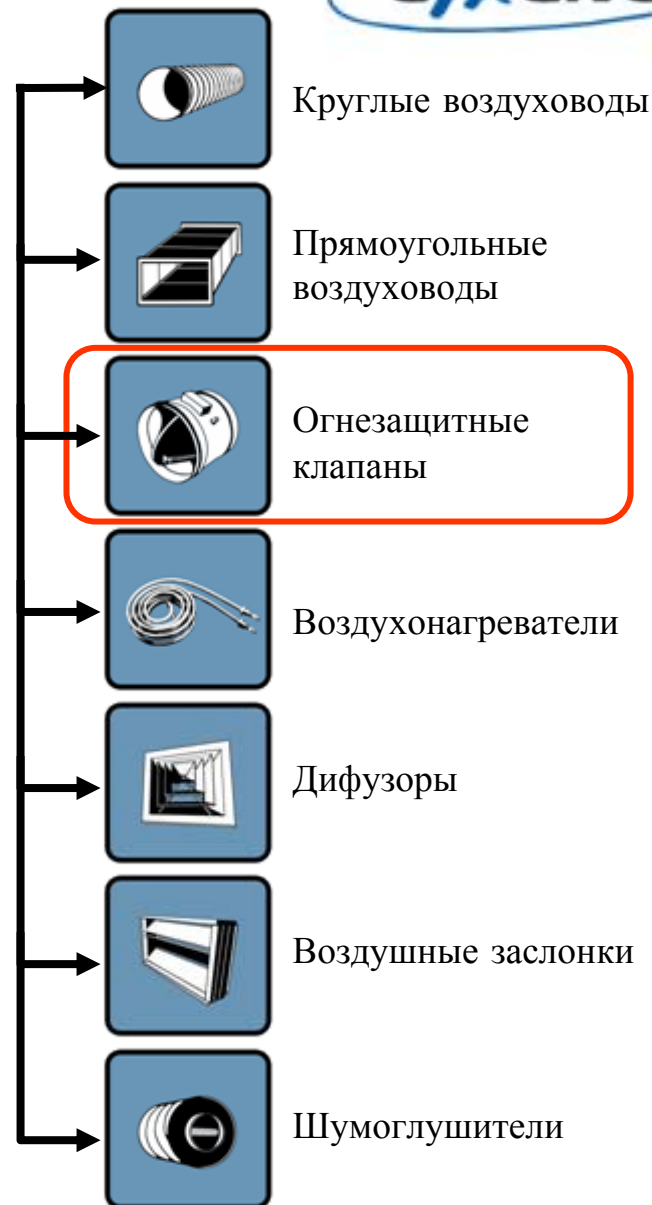 Круглые воздуховоды
Прямоугольные
воздуховоды
Огнезащитные
клапаны
Воздухонагреватели
Дифузоры
Воздушные заслонки
Шумоглушители